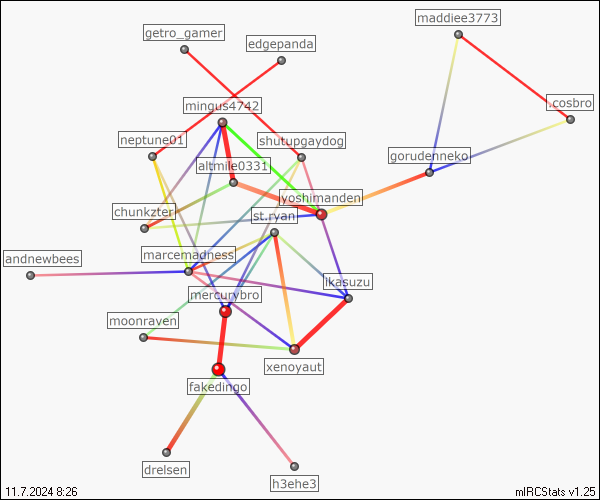 maddiee3773
getro_gamer
edgepanda
.cosbro
mingus4742
neptune01
shutupgaydog
gorudenneko
altmile0331
lyoshimanden
chunkzter
st.ryan
marcemadness
andnewbees
ikasuzu
mercurybro
moonraven
xenoyaut
fakedingo
drelsen
h3ehe3
11.7.2024 8:26
mIRCStats v1.25